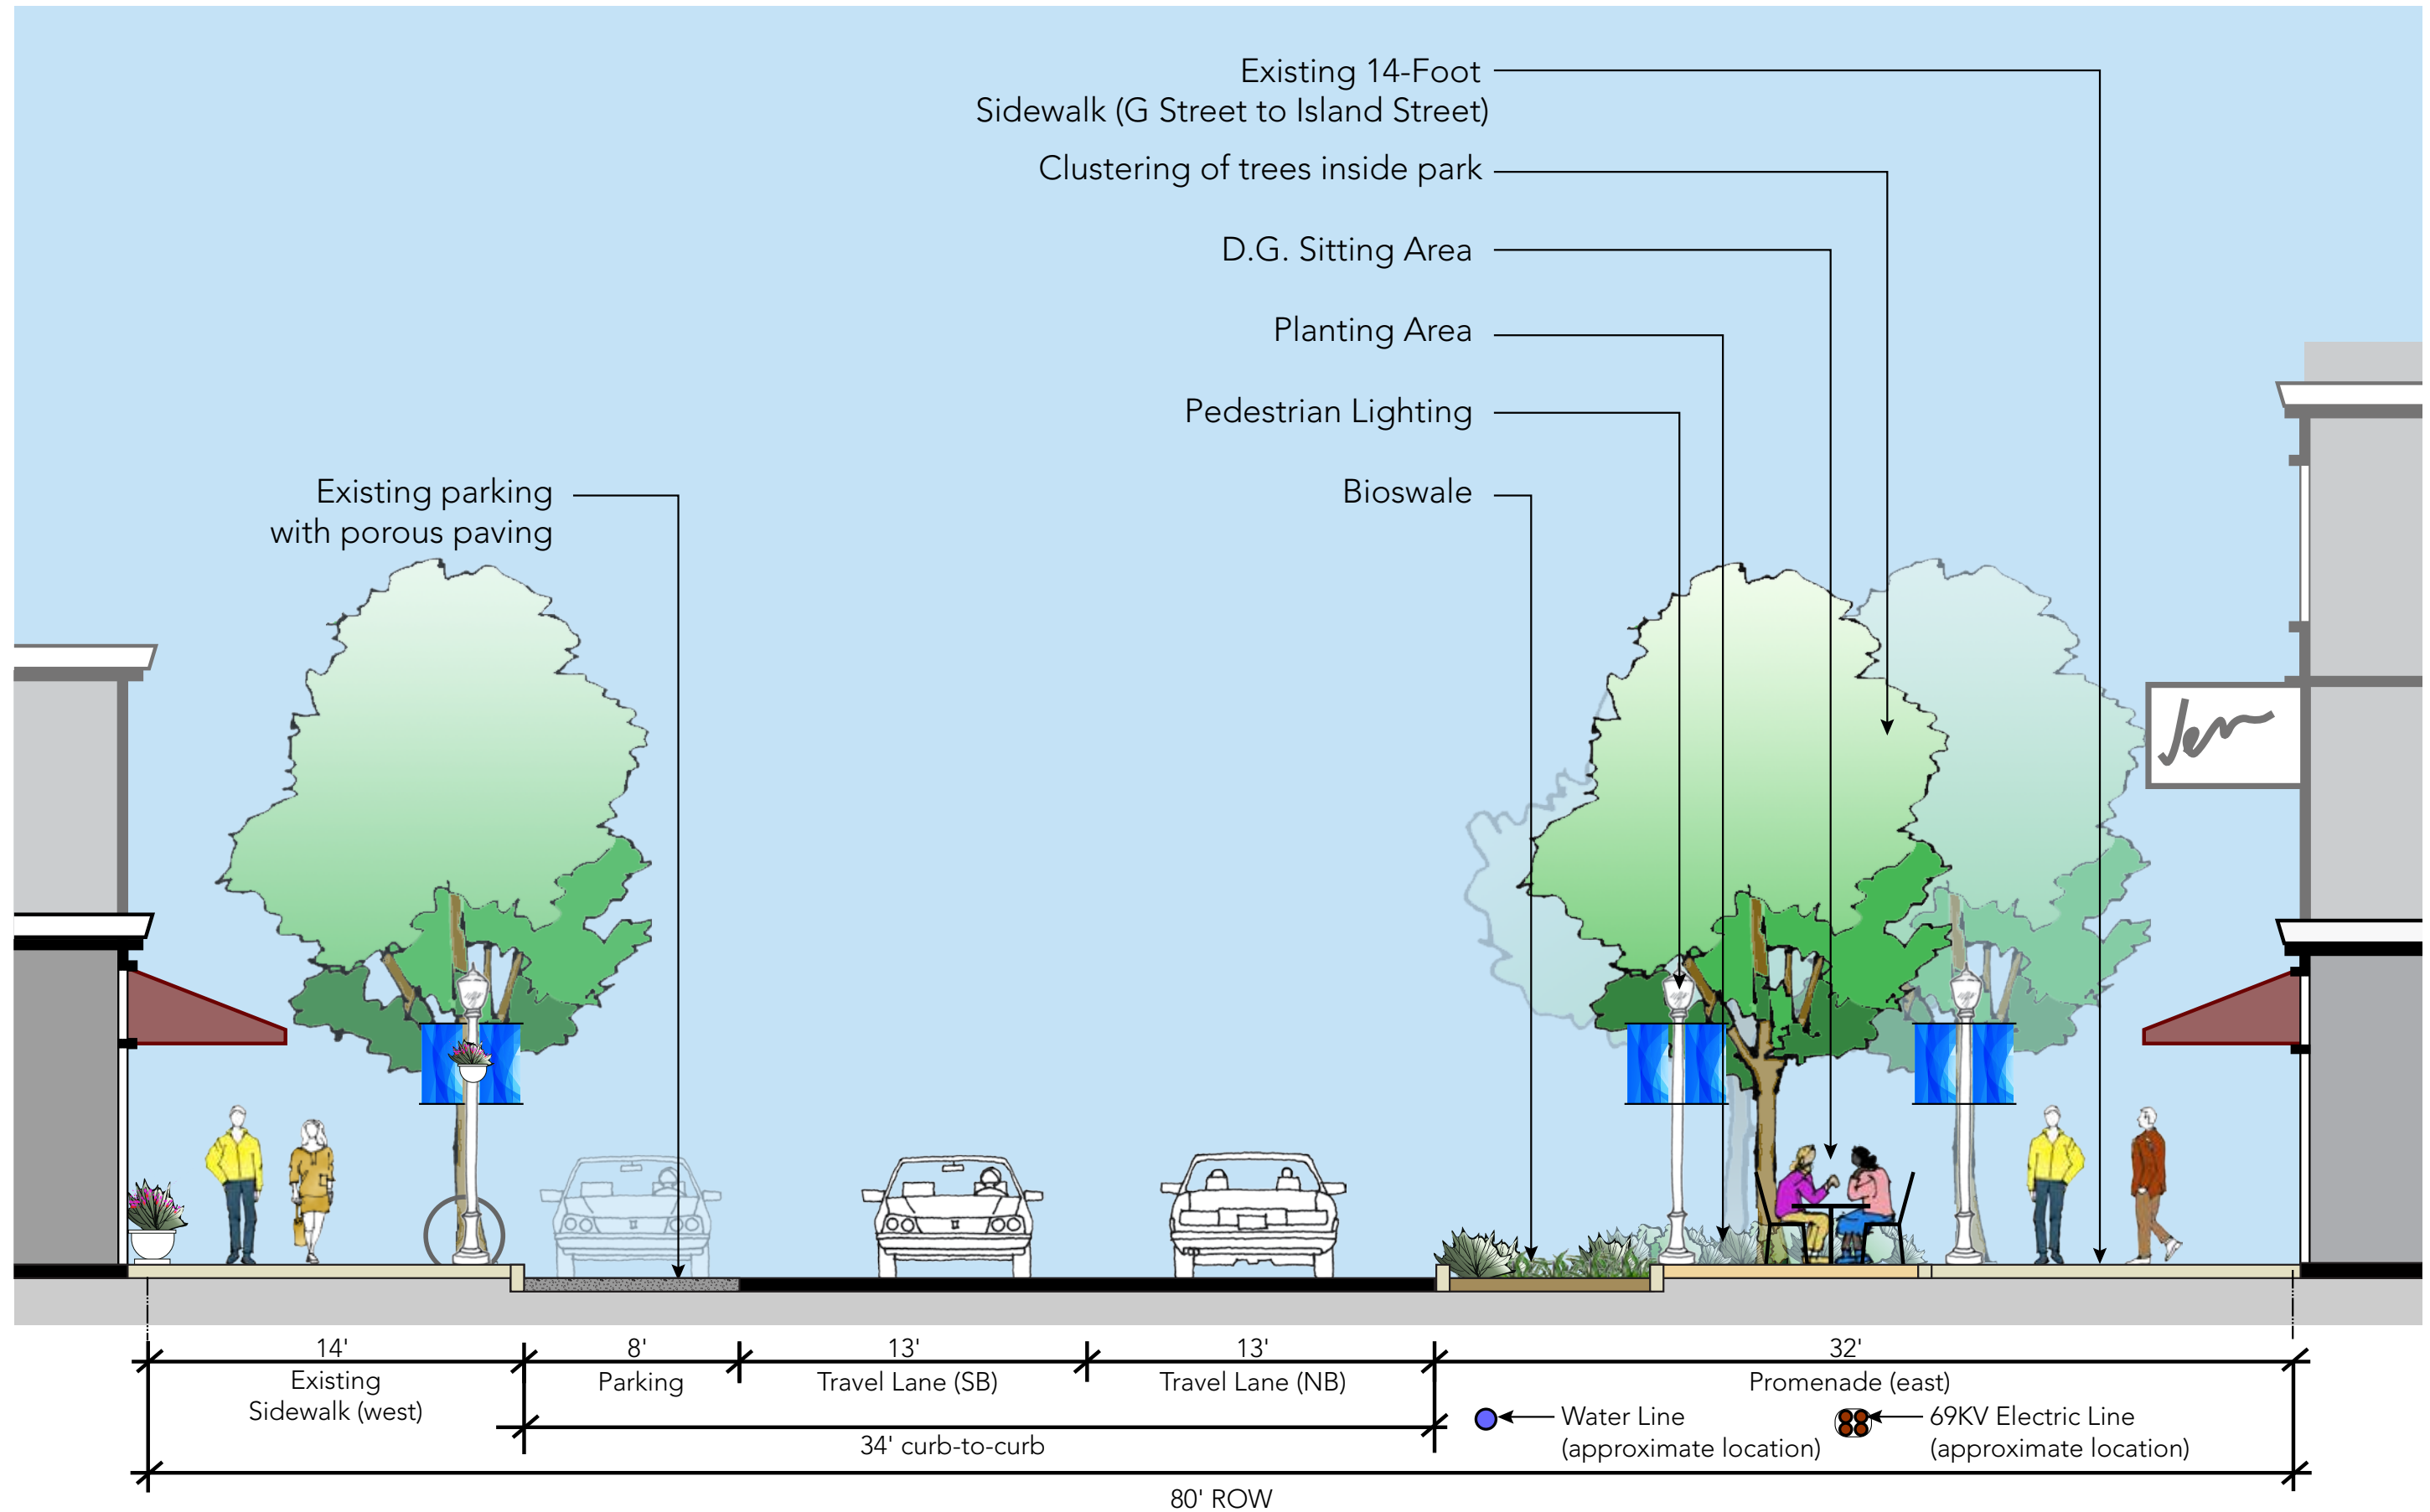 Existing 14-Foot
Sidewalk (G Street to Island Street)
Clustering of trees inside park
D.G. Sitting Area
Planting Area
Pedestrian Lighting
Existing parking
with porous paving
Bioswale
14'
8'
13'
13'
32'
Existing
Sidewalk (west)
Parking
Travel Lane (SB)
Travel Lane (NB)
Promenade (east)
Water Line
(approximate location)
69KV Electric Line
(approximate location)
34' curb-to-curb
80' ROW